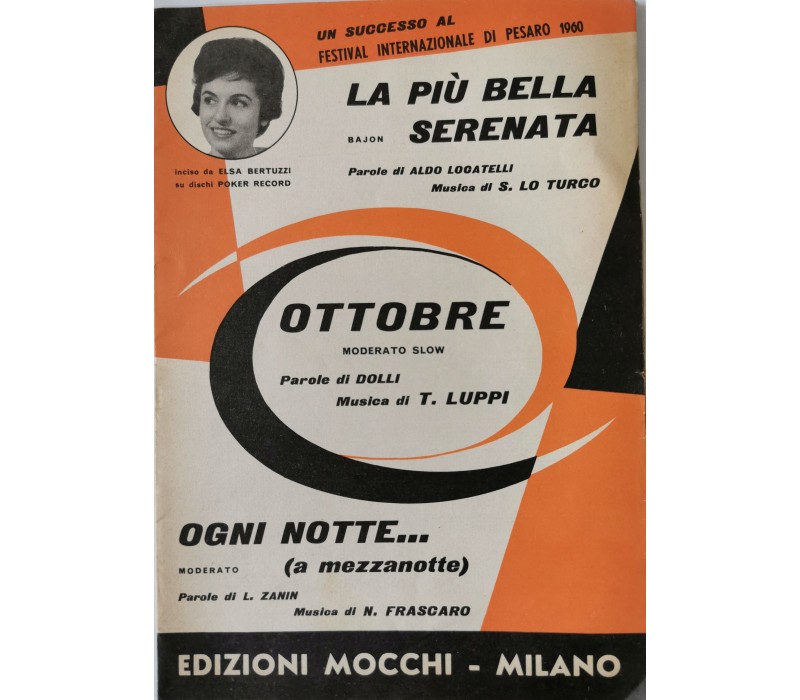 UN SUCCESSO AL
FESTIVAL INTERNAZIONALE DI PESARO 1960
LA PIÙ BELLA
BAJON SERENATA
inciso da ELSA BERTUZZI
su dischi POKER RECORD
Parole di ALDO LOCATELLI
Musica di S. LO TURCO
OTTOBRE
MODERATO SLOW
Parole di DOLLI
Musica di T. LUPPI
OGNI NOTTE...
MODERATO (a mezzanotte)
Parole di L. ZANIN
Musica di N. FRASCARO
EDIZIONI MOCCHI - MILANO